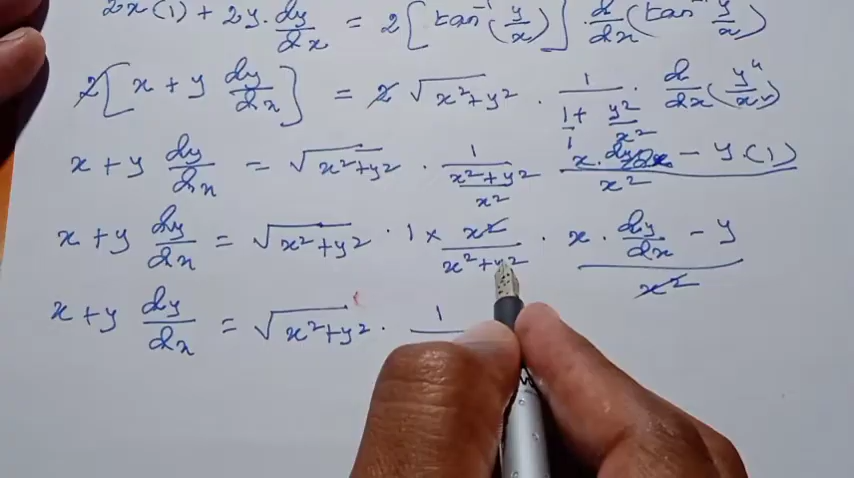 2x(1) + 2y. dy/dx = 2[tan⁻¹(y/x)] . d/dx(tan⁻¹ y/x)
2[x + y dy/dx] = 2 √x²+y² . 1/(1/1 + y²/x²) . d/dx(y/x)
x + y dy/dx = √x²+y² . 1/((x²+y²)/x²) (x. dy/dx - y.(1))/x²
x + y dy/dx = √x²+y² . 1 × x²/(x²+y²) . (x. dy/dx - y)/x²
x + y dy/dx = √x²+y² . 1/